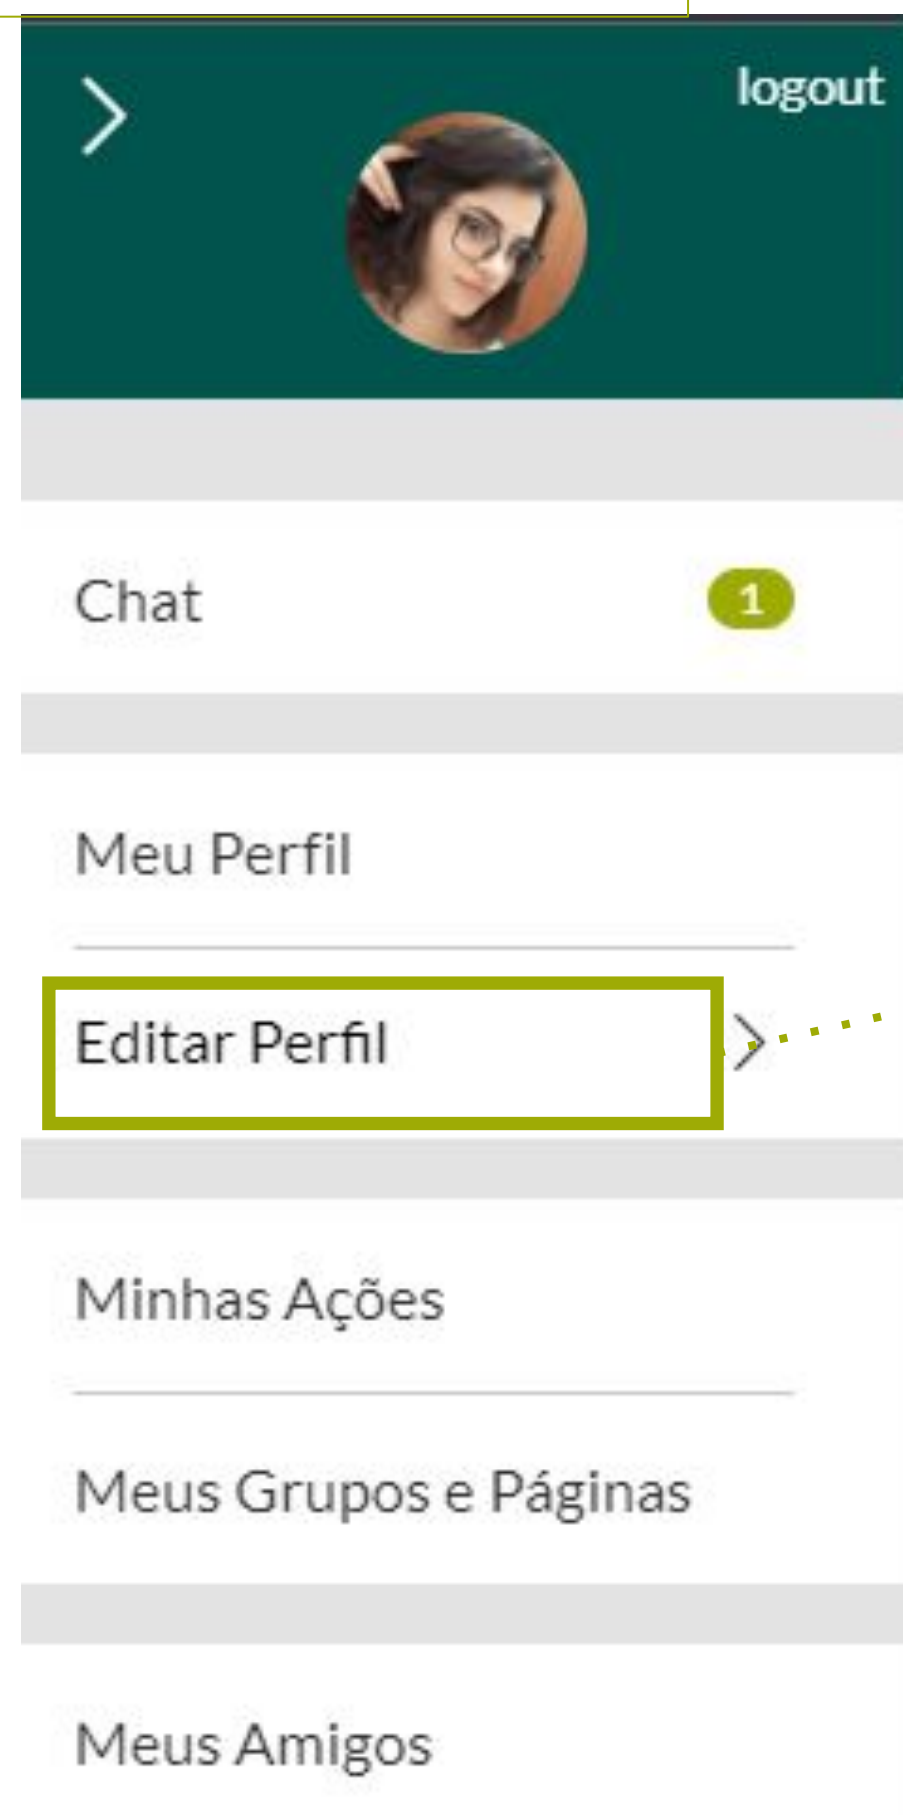 logout
Chat
1
Meu Perfil
Editar Perfil
Minhas Ações
Meus Grupos e Páginas
Meus Amigos